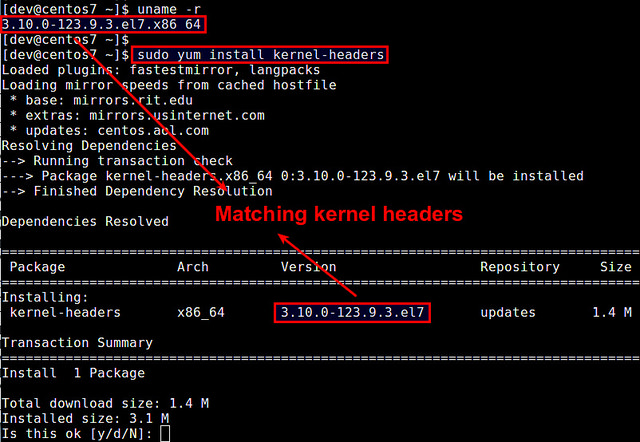 [dev@centos7 ~]$ uname -r
3.10.0-123.9.3.el7.x86_64
[dev@centos7 ~]$
[dev@centos7 ~]$ sudo yum install kernel-headers
Loaded plugins: fastestmirror, langpacks
Loading mirror speeds from cached hostfile
 * base: mirrors.rit.edu
 * extras: mirrors.usinternet.com
 * updates: centos.aol.com
Resolving Dependencies
--> Running transaction check
---> Package kernel-headers.x86_64 0:3.10.0-123.9.3.el7 will be installed
--> Finished Dependency Resolution
Matching kernel headers
Dependencies Resolved
================================================================================
 Package Arch Version Repository Size
================================================================================
Installing:
 kernel-headers x86_64 3.10.0-123.9.3.el7 updates 1.4 M
Transaction Summary
================================================================================
Install  1 Package
Total download size: 1.4 M
Installed size: 3.1 M
Is this ok [y/d/N]: